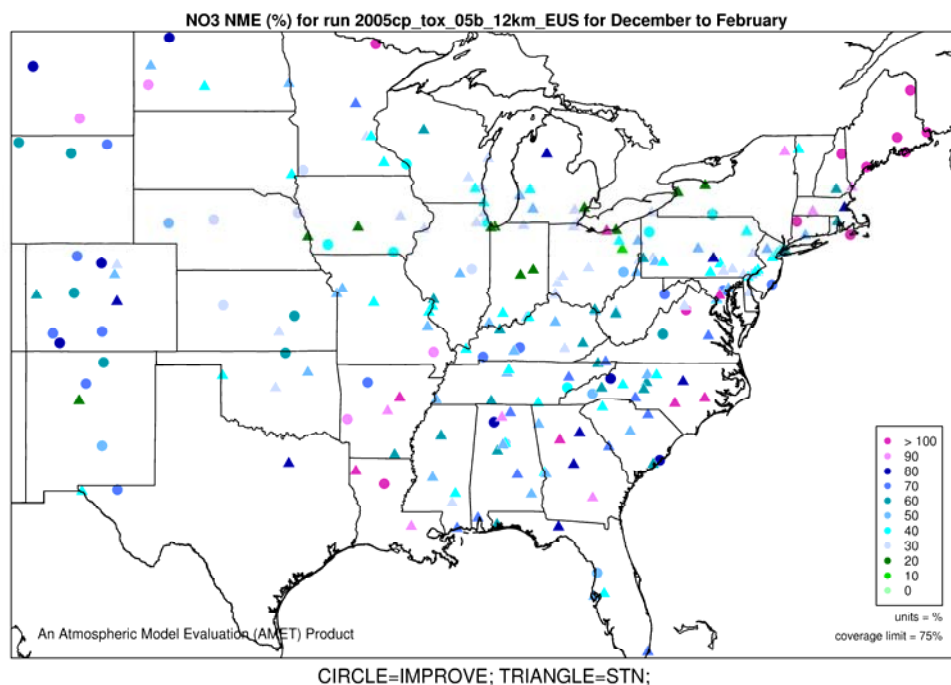 NO3 NME (%) for run 2005cp_tox_05b_12km_EUS for December to February
> 100
90
80
70
60
50
40
30
20
10
0
units = %
coverage limit = 75%
An Atmospheric Model Evaluation (AMET) Product
CIRCLE=IMPROVE; TRIANGLE=STN;